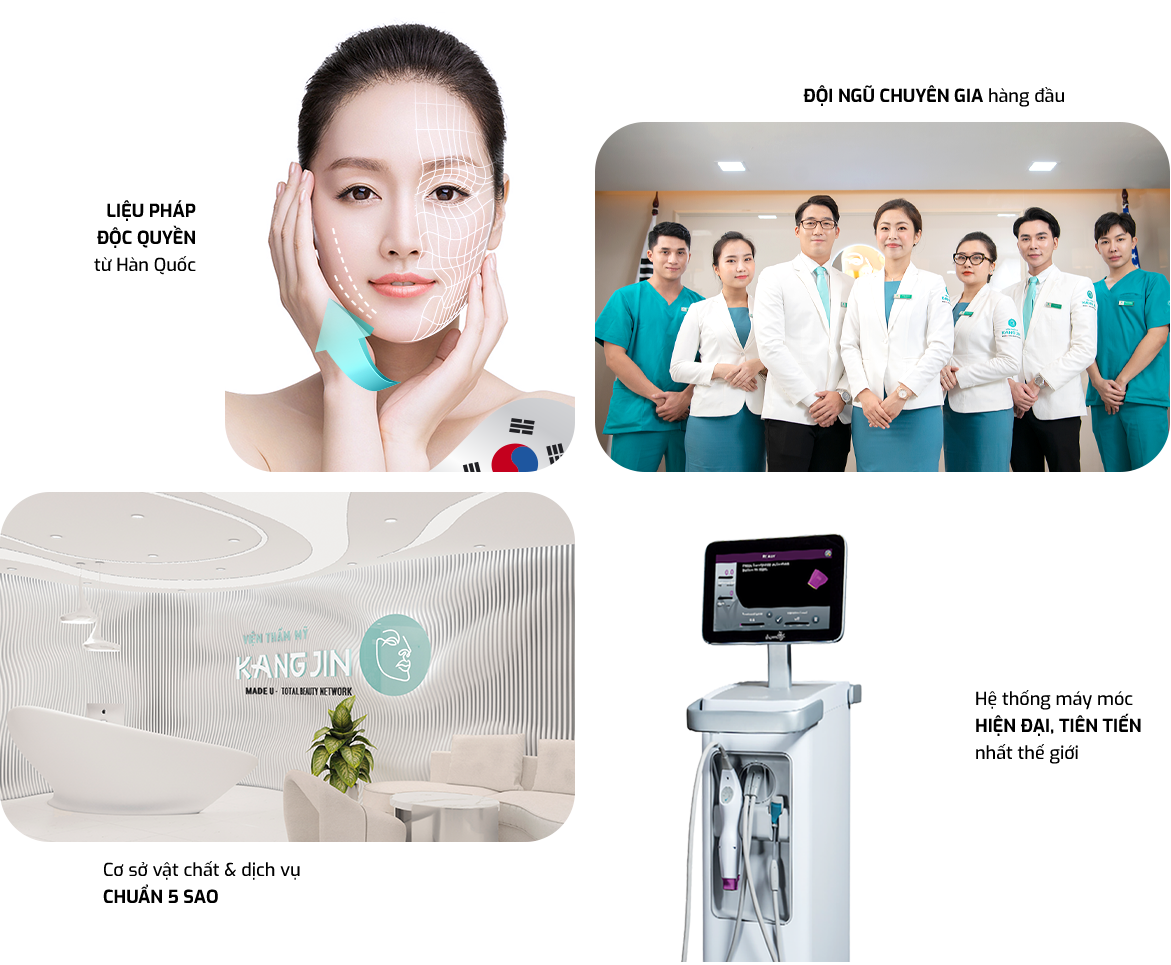 ĐỘI NGŨ CHUYÊN GIA hàng đầu
LIỆU PHÁP
ĐỘC QUYỀN
từ Hàn Quốc
KANG JIN
VIỆN THẨM MỸ
KANG JIN
MADE U - TOTAL BEAUTY NETWORK
Hệ thống máy móc
HIỆN ĐẠI, TIÊN TIẾN
nhất thế giới
Cơ sở vật chất & dịch vụ
CHUẨN 5 SAO